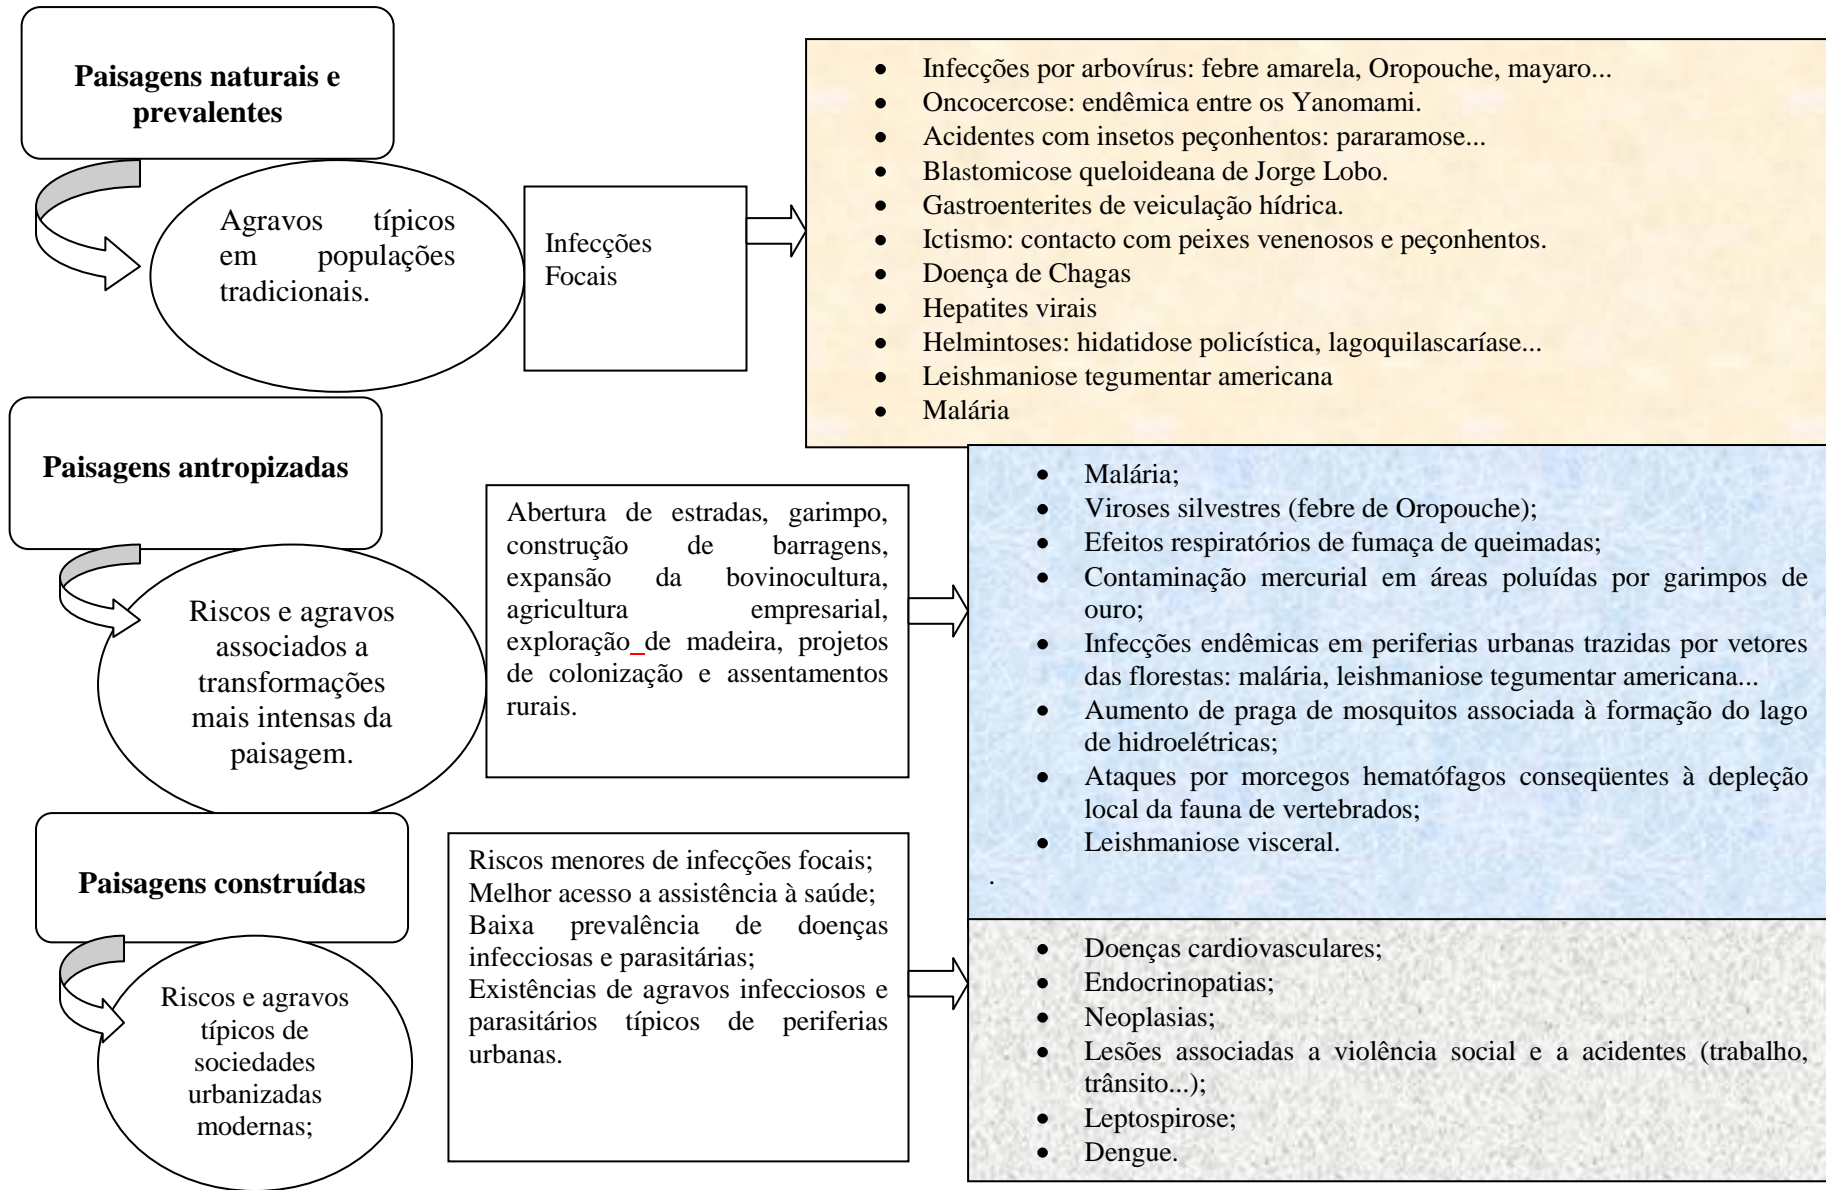 Paisagens naturais e
prevalentes
Agravos típicos
em populações
tradicionais.
Infecções
Focais
• Infecções por arbovírus: febre amarela, Oropouche, mayaro...
• Oncocercose: endêmica entre os Yanomami.
• Acidentes com insetos peçonhentos: pararamose...
• Blastomicose queloideana de Jorge Lobo.
• Gastroenterites de veiculação hídrica.
• Ictismo: contacto com peixes venenosos e peçonhentos.
• Doença de Chagas
• Hepatites virais
• Helmintoses: hidatidose policística, lagoquilascaríase...
• Leishmaniose tegumentar americana
• Malária
Paisagens antropizadas
Riscos e agravos
associados a
transformações
mais intensas da
paisagem.
Abertura de estradas, garimpo,
construção de barragens,
expansão da bovinocultura,
agricultura empresarial,
exploração de madeira, projetos
de colonização e assentamentos
rurais.
• Malária;
• Viroses silvestres (febre de Oropouche);
• Efeitos respiratórios de fumaça de queimadas;
• Contaminação mercurial em áreas poluídas por garimpos de
ouro;
• Infecções endêmicas em periferias urbanas trazidas por vetores
das florestas: malária, leishmaniose tegumentar americana...
• Aumento de praga de mosquitos associada à formação do lago
de hidroelétricas;
• Ataques por morcegos hematófagos conseqüentes à depleção
local da fauna de vertebrados;
• Leishmaniose visceral.
.
Paisagens construídas
Riscos e agravos
típicos de
sociedades
urbanizadas
modernas;
Riscos menores de infecções focais;
Melhor acesso a assistência à saúde;
Baixa prevalência de doenças
infecciosas e parasitárias;
Existências de agravos infecciosos e
parasitários típicos de periferias
urbanas.
• Doenças cardiovasculares;
• Endocrinopatias;
• Neoplasias;
• Lesões associadas a violência social e a acidentes (trabalho,
trânsito...);
• Leptospirose;
• Dengue.